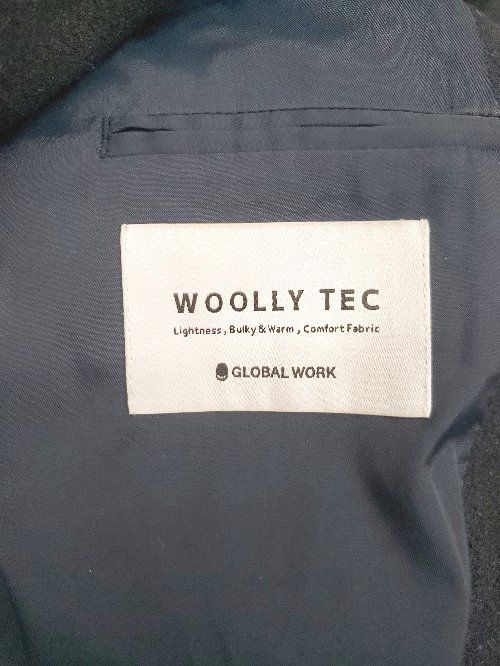 WOOLLY TEC
Lightness , Bulky & Warm , Comfort Fabric
GLOBAL WORK